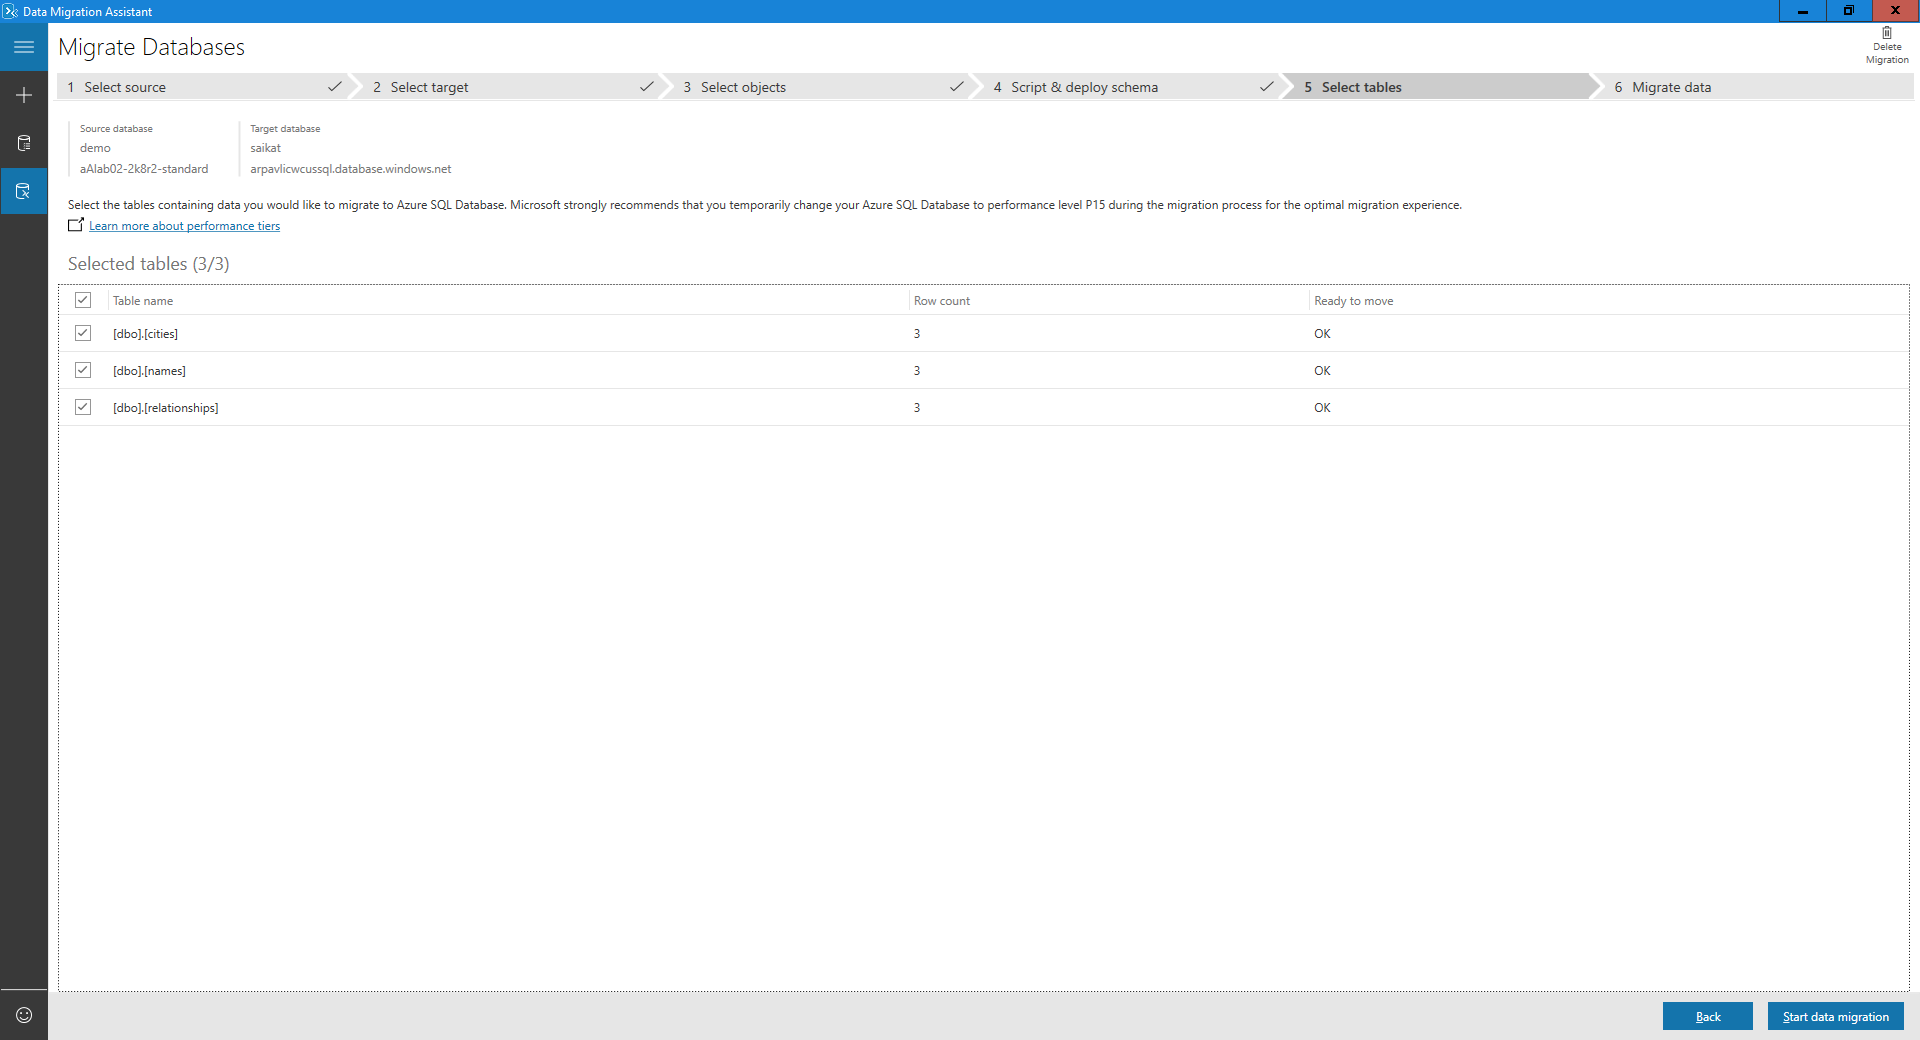 Data Migration Assistant
Migrate Databases
Delete
Migration
1 Select source
2 Select target
3 Select objects
4 Script & deploy schema
5 Select tables
6 Migrate data
Source database
demo
aAlab02-2k8r2-standard
Target database
saikat
arpavlicwcussql.database.windows.net
Select the tables containing data you would like to migrate to Azure SQL Database. Microsoft strongly recommends that you temporarily change your Azure SQL Database to performance level P15 during the migration process for the optimal migration experience.
Learn more about performance tiers
Selected tables (3/3)
Table name Row count Ready to move
[dbo].[cities] 3 OK
[dbo].[names] 3 OK
[dbo].[relationships] 3 OK
Back
Start data migration